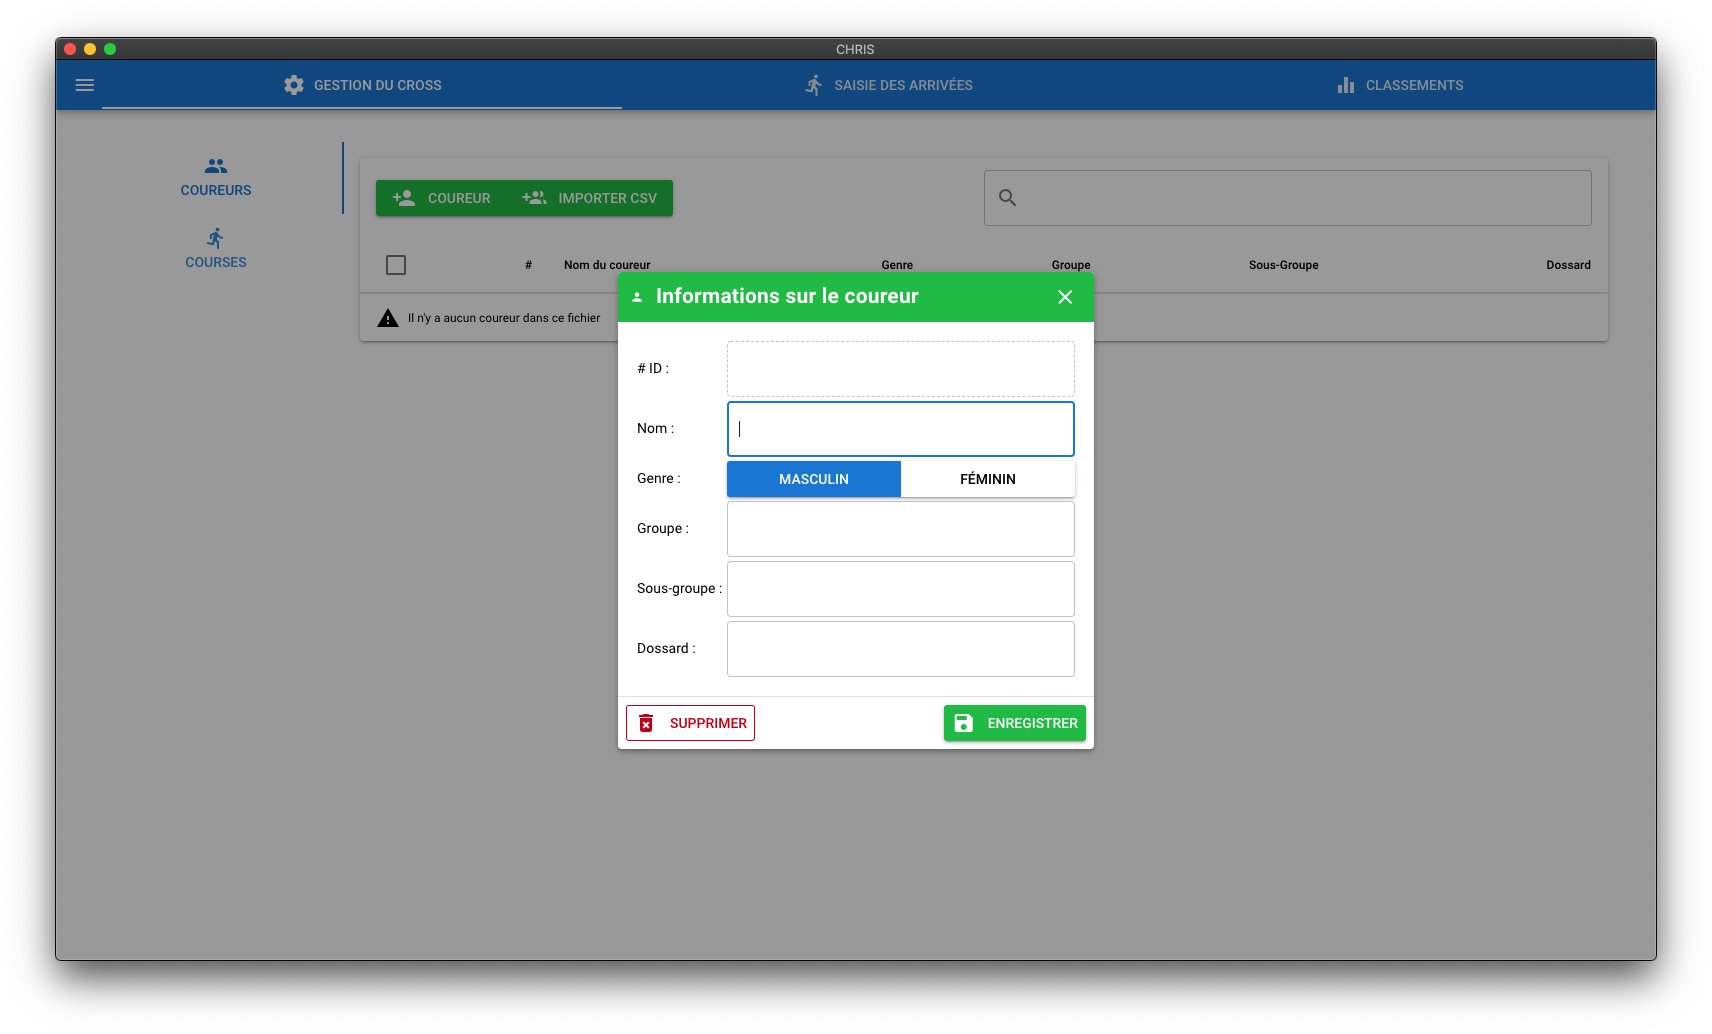 CHRIS
GESTION DU CROSS
SAISIE DES ARRIVÉES
CLASSEMENTS
COUREURS
COURSES
COUREUR
IMPORTER CSV
# Nom du coureur Genre Groupe Sous-Groupe Dossard
Il n'y a aucun coureur dans ce fichier
Informations sur le coureur
# ID :
Nom :
Genre : MASCULIN FÉMININ
Groupe :
Sous-groupe :
Dossard :
SUPPRIMER
ENREGISTRER